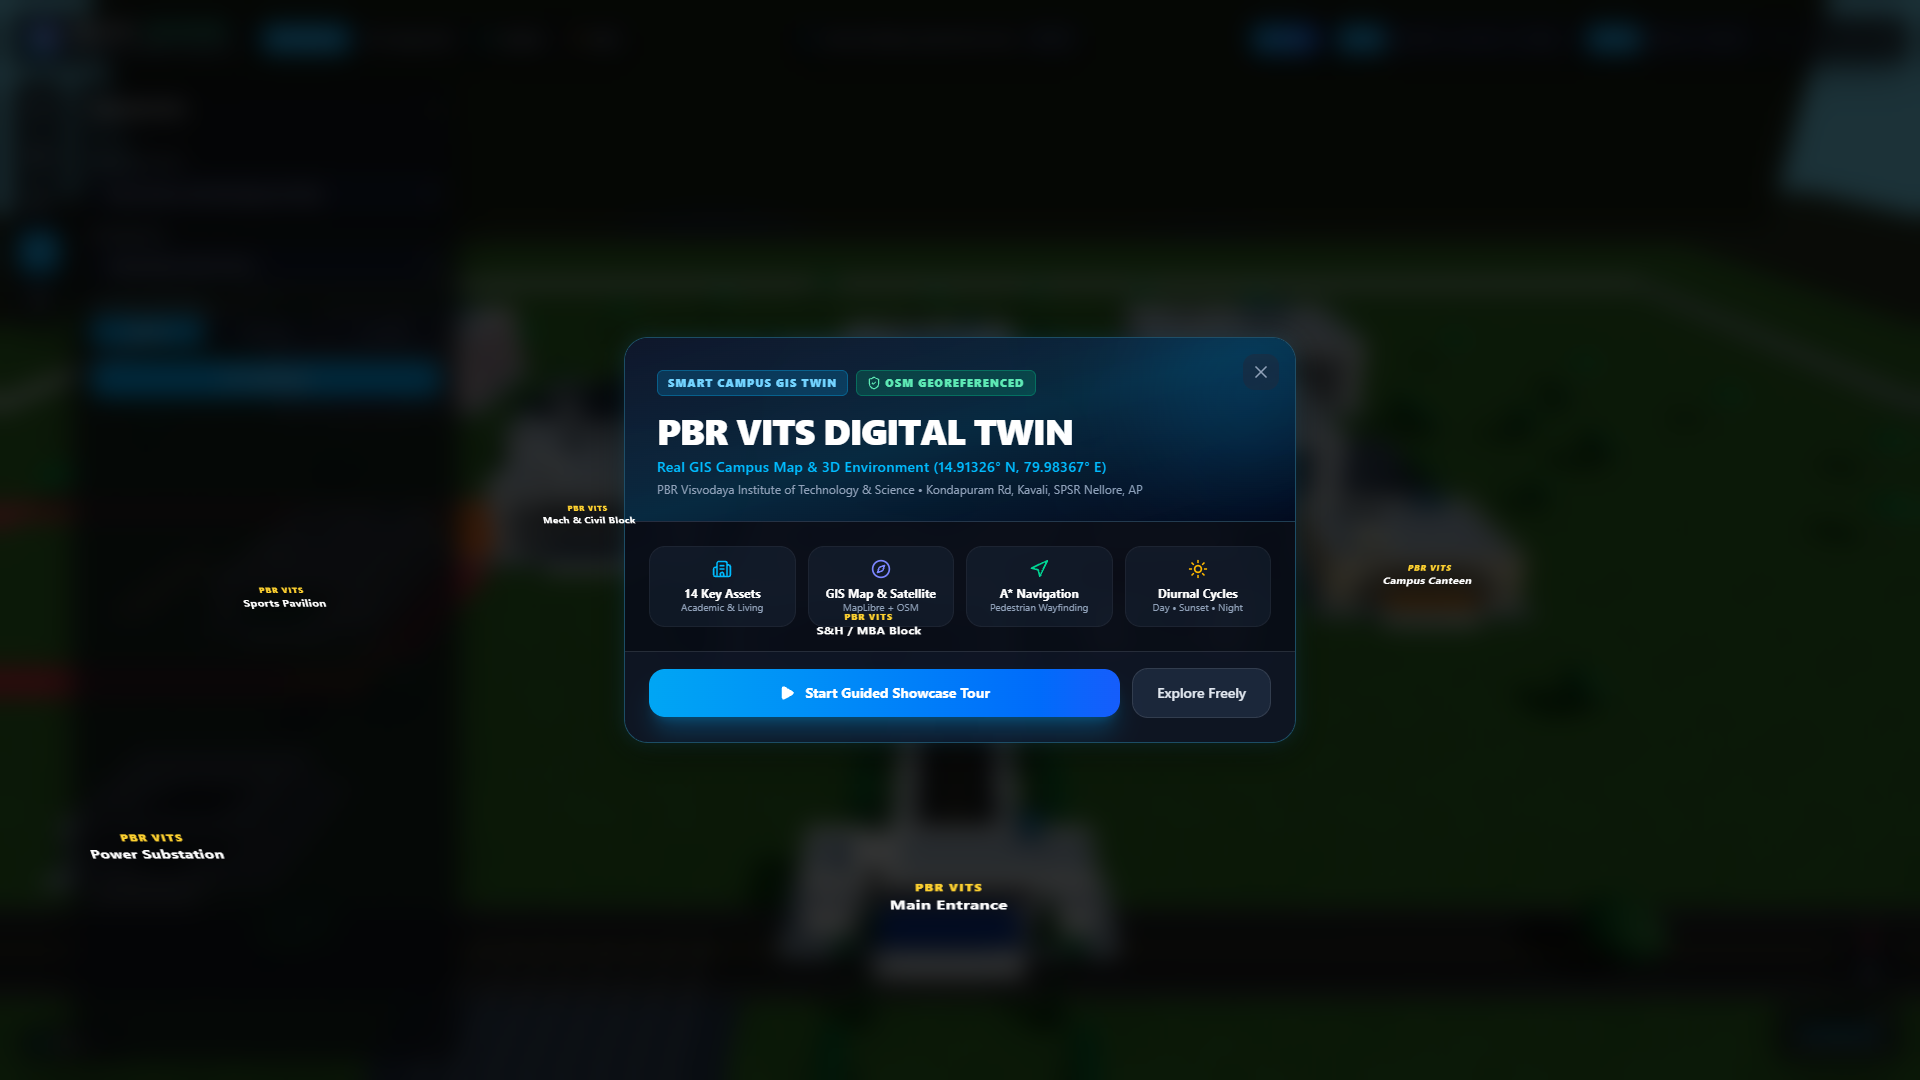 SMART CAMPUS GIS TWIN
OSM GEOREFERENCED
PBR VITS DIGITAL TWIN
Real GIS Campus Map & 3D Environment (14.91326° N, 79.98367° E)
PBR Visvodaya Institute of Technology & Science • Kondapuram Rd, Kavali, SPSR Nellore, AP
PBR VITS
Mech & Civil Block
14 Key Assets
Academic & Living
GIS Map & Satellite
MapLibre + OSM
A* Navigation
Pedestrian Wayfinding
Diurnal Cycles
Day • Sunset • Night
PBR VITS
Campus Canteen
PBR VITS
Sports Pavilion
PBR VITS
S&H / MBA Block
Start Guided Showcase Tour
Explore Freely
PBR VITS
Power Substation
PBR VITS
Main Entrance